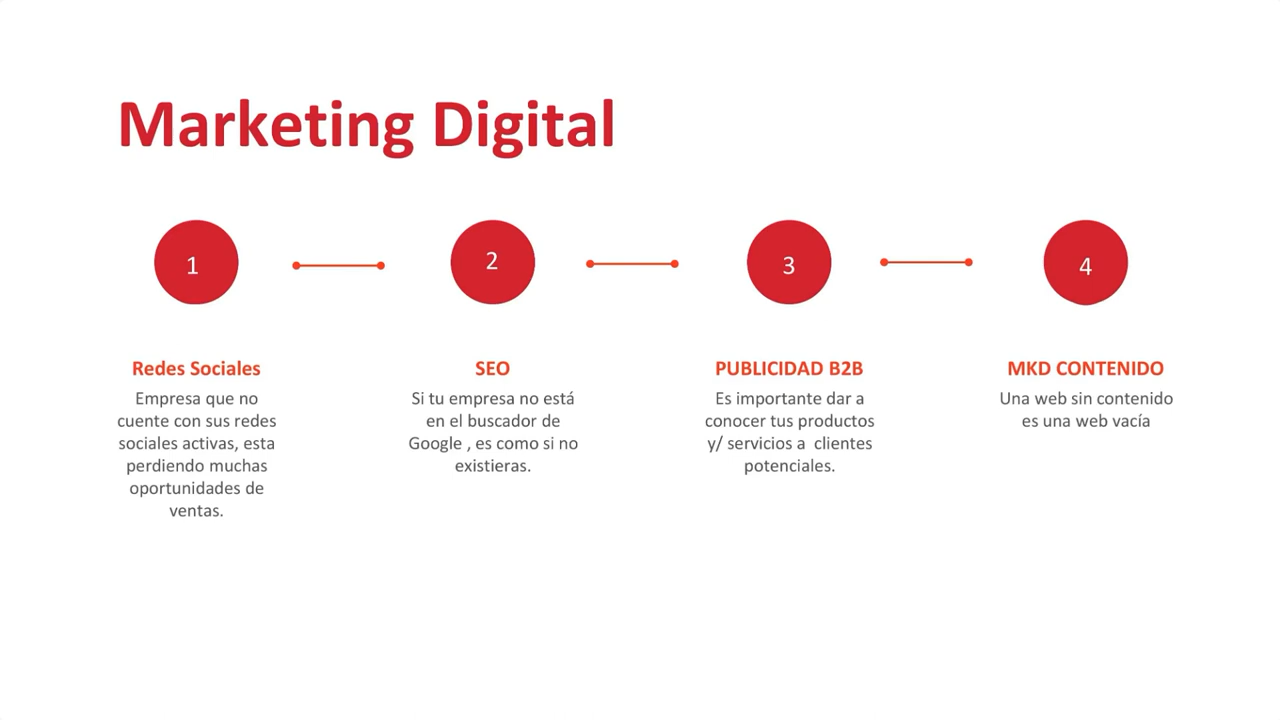 Marketing Digital
1
2
3
4
Redes Sociales
Empresa que no
cuente con sus redes
sociales activas, esta
perdiendo muchas
oportunidades de
ventas.
SEO
Si tu empresa no está
en el buscador de
Google , es como si no
existieras.
PUBLICIDAD B2B
Es importante dar a
conocer tus productos
y/ servicios a  clientes
potenciales.
MKD CONTENIDO
Una web sin contenido
es una web vacía